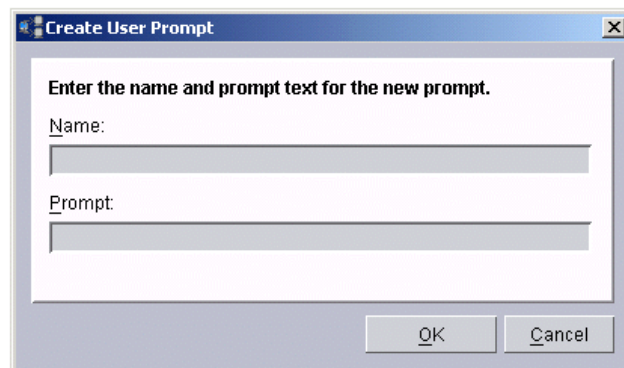 Create User Prompt
Enter the name and prompt text for the new prompt.
Name:
Prompt:
OK Cancel